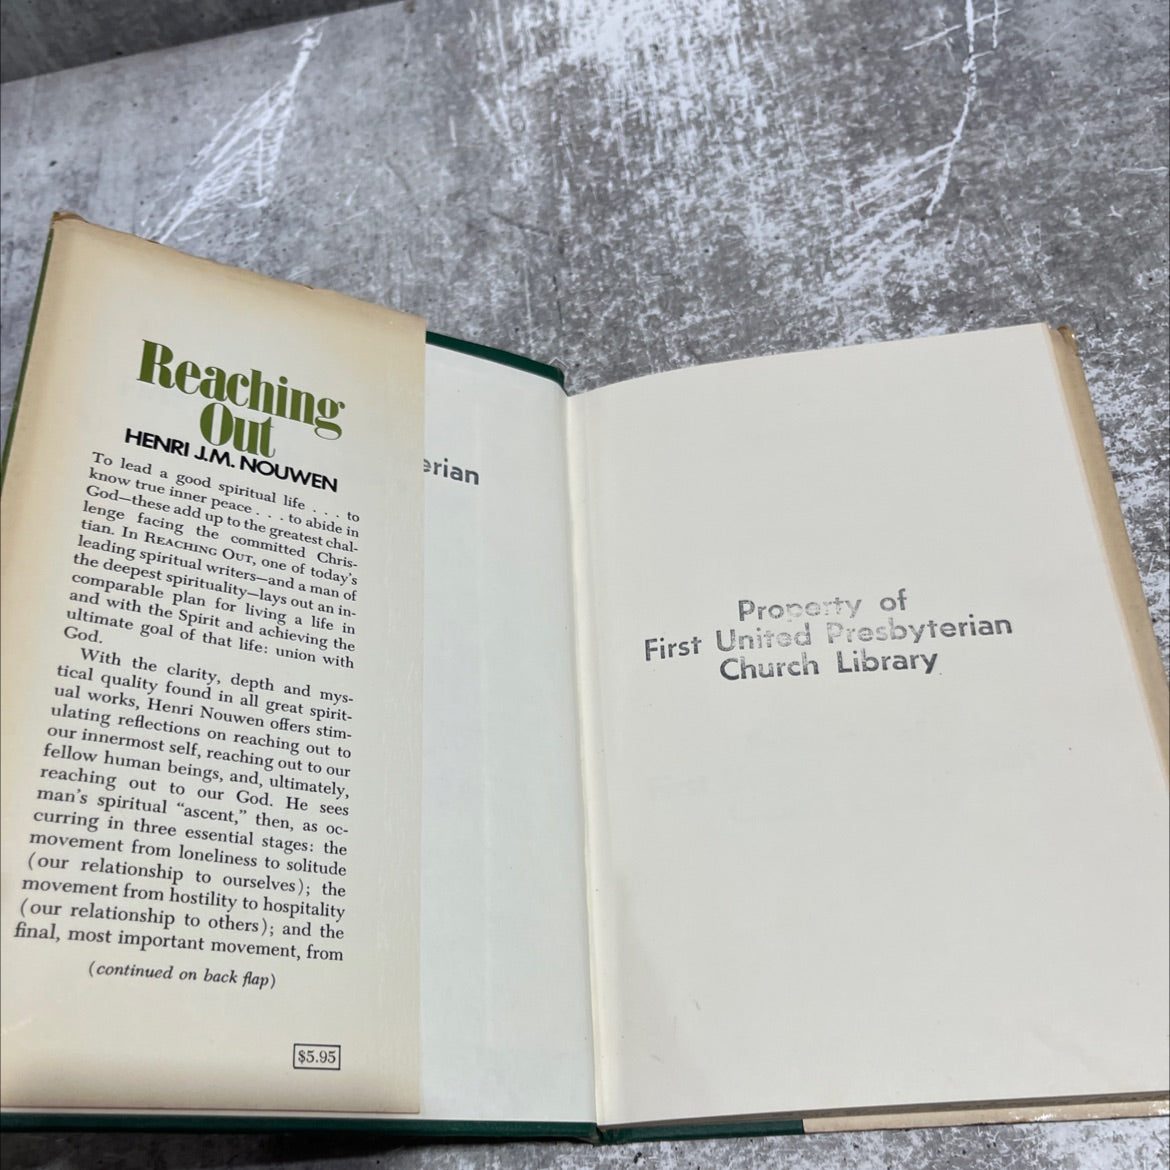 Reaching
Out
HENRI J.M. NOUWEN
To lead a good spiritual life . . . to
know true inner peace . . . to abide in
God—these add up to the greatest chal-
lenge facing the committed Chris-
tian. In REACHING OUT, one of today's
leading spiritual writers—and a man of
the deepest spirituality—lays out an in-
comparable plan for living a life in
and with the Spirit and achieving the
ultimate goal of that life: union with
God.
With the clarity, depth and mys-
tical quality found in all great spirit-
ual works, Henri Nouwen offers stim-
ulating reflections on reaching out to
our innermost self, reaching out to our
fellow human beings, and, ultimately,
reaching out to our God. He sees
man's spiritual "ascent," then, as oc-
curring in three essential stages: the
movement from loneliness to solitude
(our relationship to ourselves); the
movement from hostility to hospitality
(our relationship to others); and the
final, most important movement, from
(continued on back flap)
$5.95
erian
Property of
First United Presbyterian
Church Library